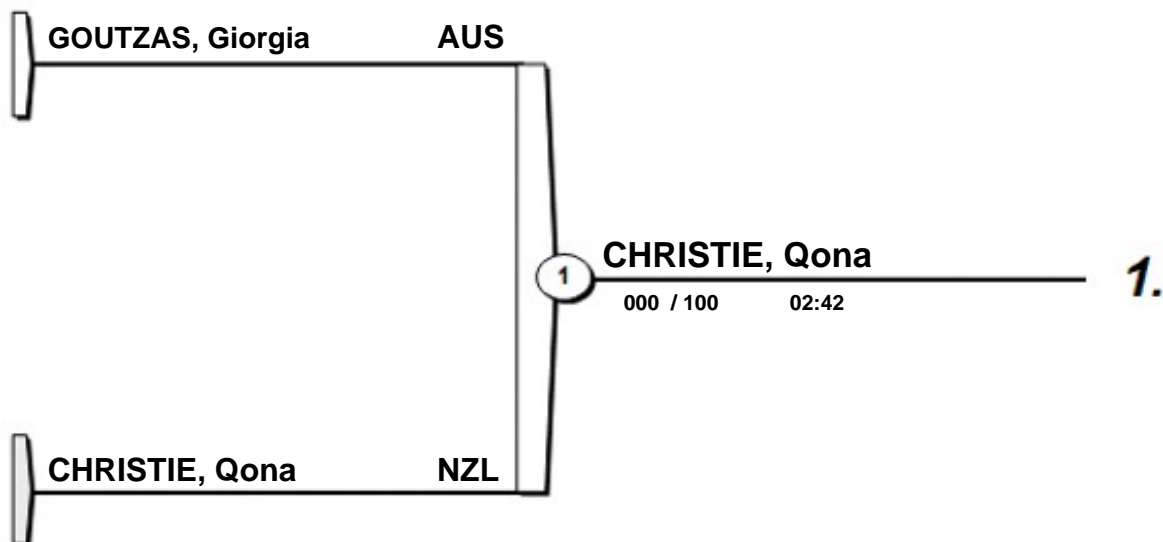 GOUTZAS, Giorgia AUS
CHRISTIE, Qona
1
1.
000 / 100 02:42
CHRISTIE, Qona NZL